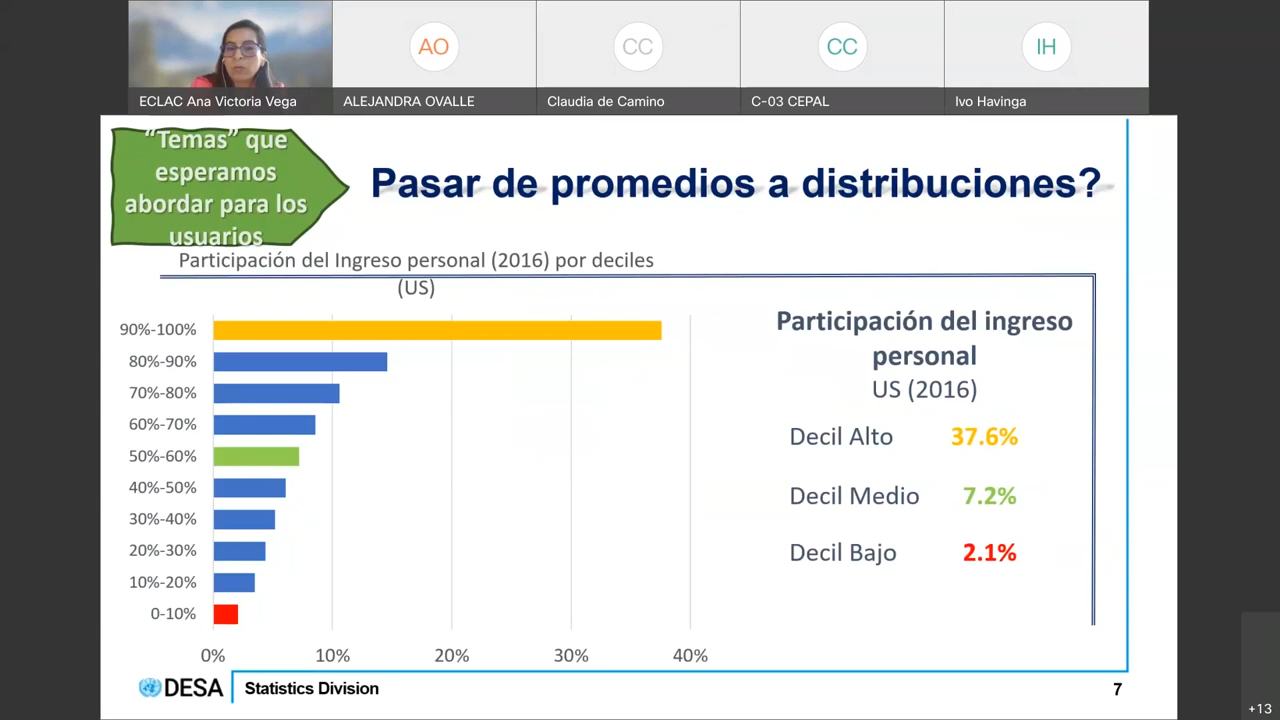 AO
CC
CC
IH
ECLAC Ana Victoria Vega
ALEJANDRA OVALLE
Claudia de Camino
C-03 CEPAL
Ivo Havinga
“Temas” que
esperamos
abordar para los
usuarios
Pasar de promedios a distribuciones?
Participación del Ingreso personal (2016) por deciles
(US)
90%-100%
80%-90%
70%-80%
60%-70%
50%-60%
40%-50%
30%-40%
20%-30%
10%-20%
0-10%
0% 10% 20% 30% 40%
Participación del ingreso
personal
US (2016)
Decil Alto 37.6%
Decil Medio 7.2%
Decil Bajo 2.1%
DESA
Statistics Division
7
+13